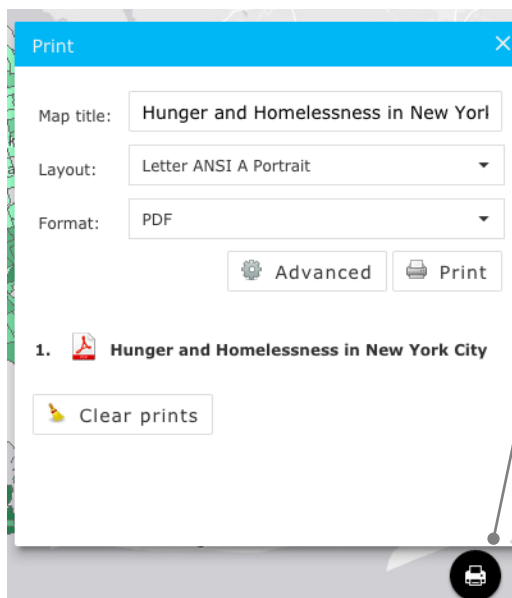 Print
Map title: Hunger and Homelessness in New York
Layout: Letter ANSI A Portrait
Format: PDF
Advanced Print
1. Hunger and Homelessness in New York City
Clear prints